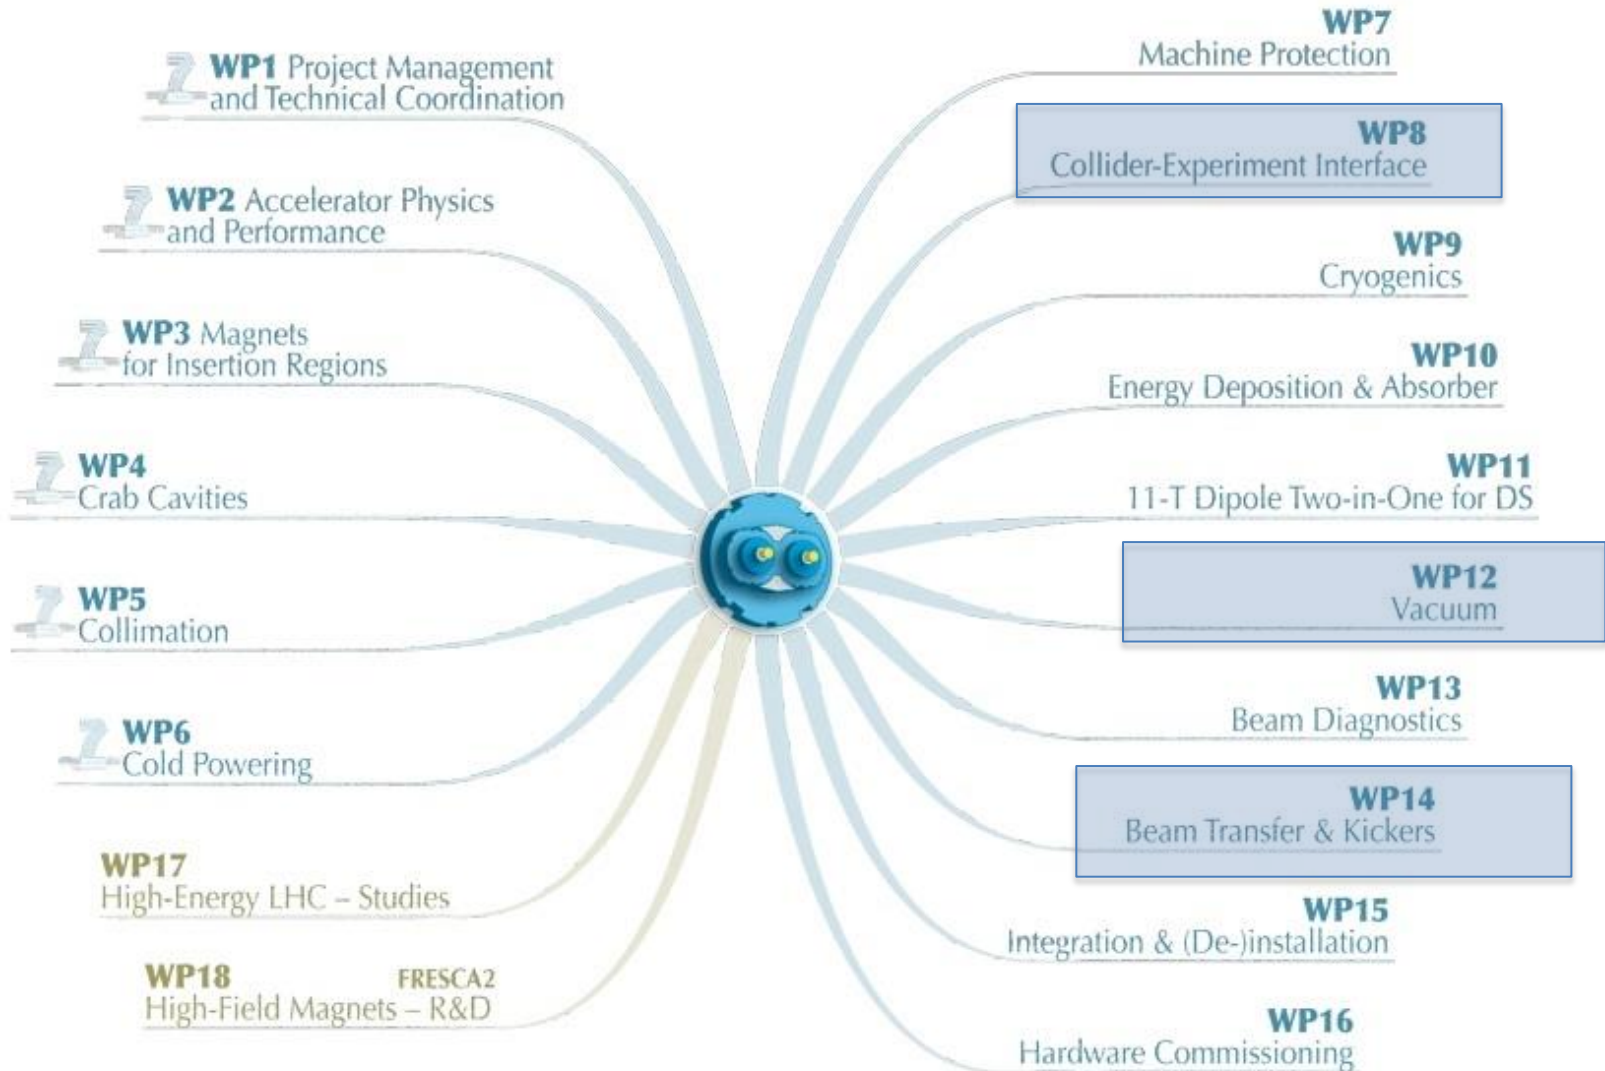 WP1 Project Management
and Technical Coordination
WP2 Accelerator Physics
and Performance
WP3 Magnets
for Insertion Regions
WP4
Crab Cavities
WP5
Collimation
WP6
Cold Powering
WP17
High-Energy LHC – Studies
WP18 FRESCA2
High-Field Magnets – R&D
WP7
Machine Protection
WP8
Collider-Experiment Interface
WP9
Cryogenics
WP10
Energy Deposition & Absorber
WP11
11-T Dipole Two-in-One for DS
WP12
Vacuum
WP13
Beam Diagnostics
WP14
Beam Transfer & Kickers
WP15
Integration & (De-)installation
WP16
Hardware Commissioning